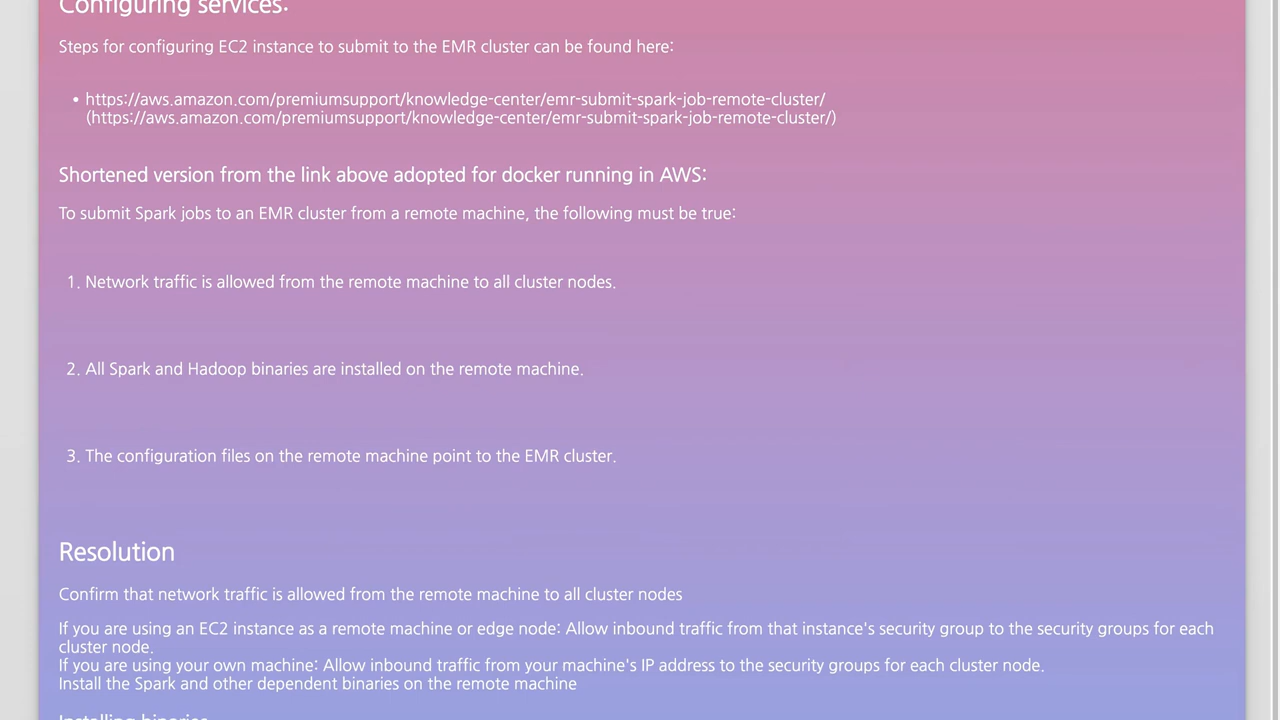 Configuring services:
Steps for configuring EC2 instance to submit to the EMR cluster can be found here:
• https://aws.amazon.com/premiumsupport/knowledge-center/emr-submit-spark-job-remote-cluster/
(https://aws.amazon.com/premiumsupport/knowledge-center/emr-submit-spark-job-remote-cluster/)
Shortened version from the link above adopted for docker running in AWS:
To submit Spark jobs to an EMR cluster from a remote machine, the following must be true:
1. Network traffic is allowed from the remote machine to all cluster nodes.
2. All Spark and Hadoop binaries are installed on the remote machine.
3. The configuration files on the remote machine point to the EMR cluster.
Resolution
Confirm that network traffic is allowed from the remote machine to all cluster nodes
If you are using an EC2 instance as a remote machine or edge node: Allow inbound traffic from that instance's security group to the security groups for each
cluster node.
If you are using your own machine: Allow inbound traffic from your machine's IP address to the security groups for each cluster node.
Install the Spark and other dependent binaries on the remote machine
Installing binaries